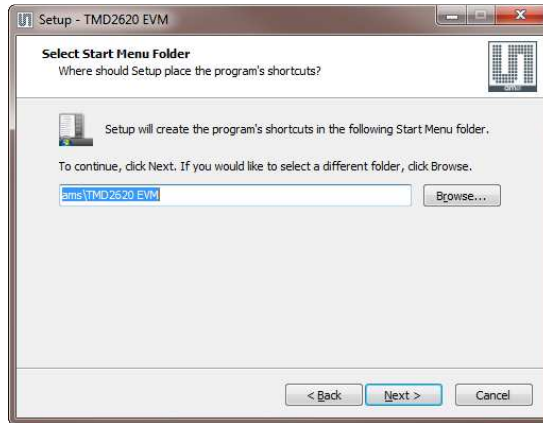 Setup - TMD2620 EVM
Select Start Menu Folder
Where should Setup place the program's shortcuts?
am
Setup will create the program's shortcuts in the following Start Menu folder.
To continue, click Next. If you would like to select a different folder, click Browse.
ams\TMD2620 EVM
Browse...
< Back
Next >
Cancel